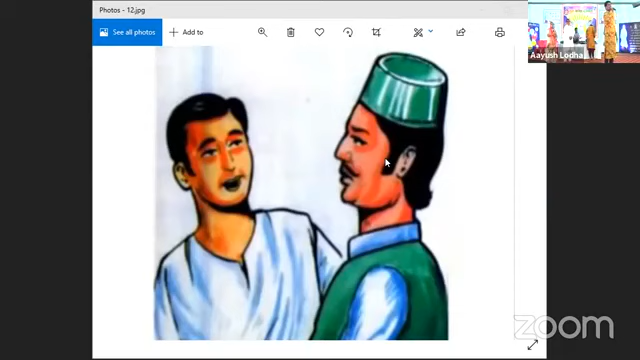 Photos - 12.jpg
See all photos
Add to
Aayush Lodha
zoom